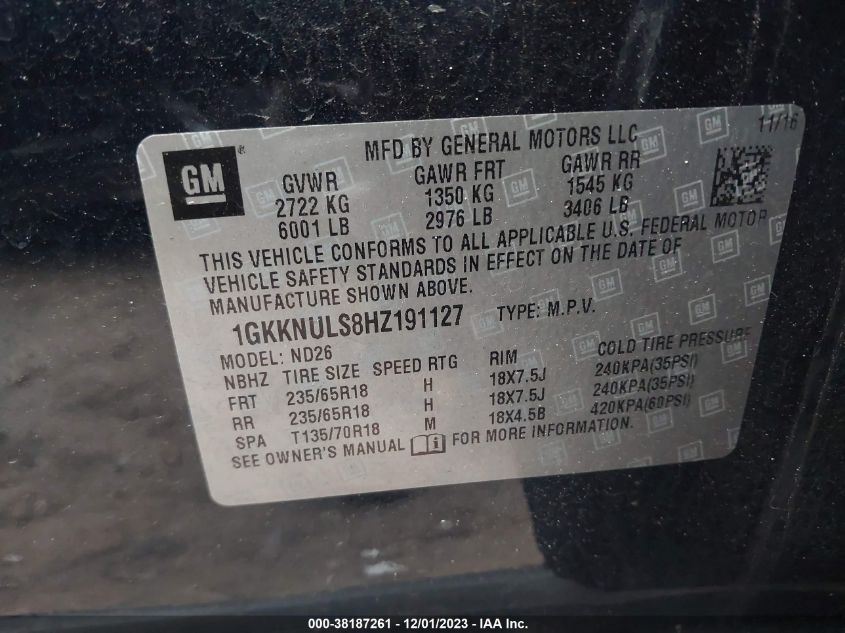 GM
®
MFD BY GENERAL MOTORS LLC
11/16
GVWR GAWR FRT GAWR RR
2722 KG 1350 KG 1545 KG
6001 LB 2976 LB 3406 LB
THIS VEHICLE CONFORMS TO ALL APPLICABLE U.S. FEDERAL MOTOR
VEHICLE SAFETY STANDARDS IN EFFECT ON THE DATE OF
MANUFACTURE SHOWN ABOVE.
1GKKNULS8HZ191127 TYPE: M.P.V.
MODEL: ND26
NBHZ TIRE SIZE SPEED RTG RIM COLD TIRE PRESSURE
FRT 235/65R18 H 18X7.5J 240KPA(35PSI)
RR 235/65R18 H 18X7.5J 240KPA(35PSI)
SPA T135/70R18 M 18X4.5B 420KPA(60PSI)
SEE OWNER'S MANUAL FOR MORE INFORMATION.
000-38187261 - 12/01/2023 - IAA Inc.